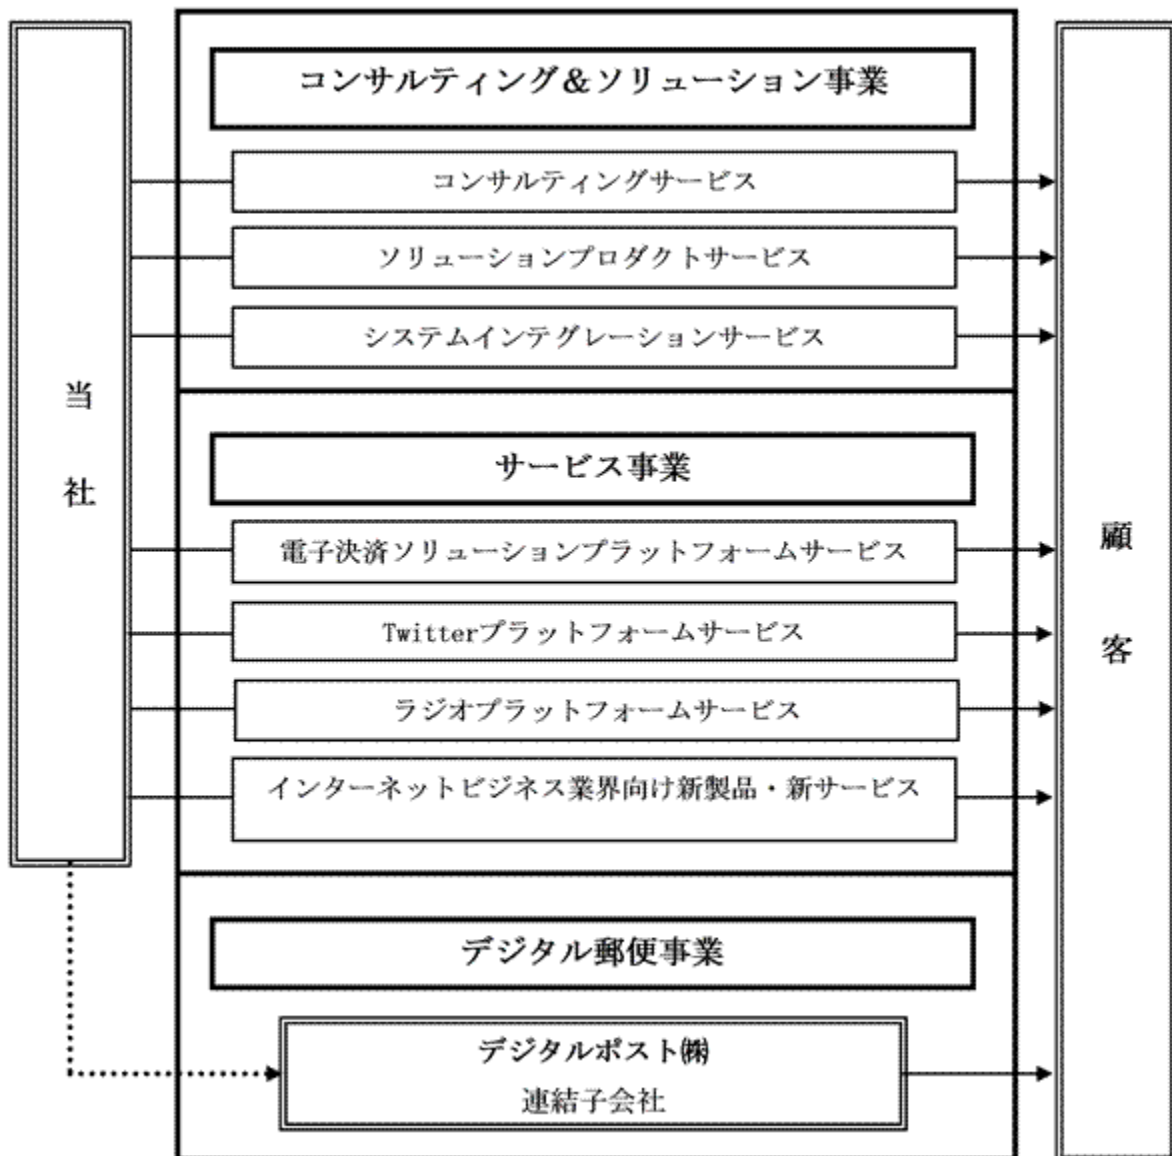 当社
コンサルティング＆ソリューション事業
コンサルティングサービス
ソリューションプロダクトサービス
システムインテグレーションサービス
サービス事業
電子決済ソリューションプラットフォームサービス
Twitterプラットフォームサービス
ラジオプラットフォームサービス
インターネットビジネス業界向け新製品・新サービス
デジタル郵便事業
デジタルポスト㈱
連結子会社
顧客